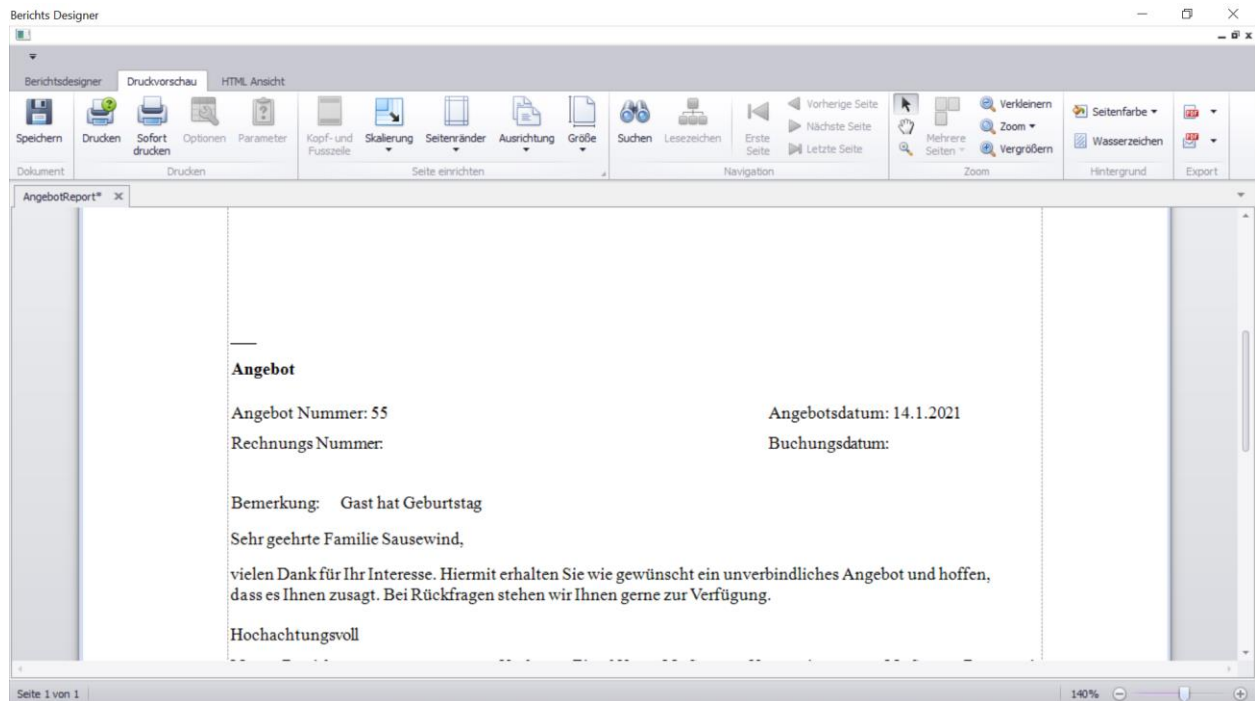 Berichts Designer
Berichtsdesigner Druckvorschau HTML Ansicht
Speichern Drucken Sofort drucken Optionen Parameter Kopf- und Fusszeile Skalierung Seitenränder Ausrichtung Größe Suchen Lesezeichen Erste Seite Vorherige Seite Nächste Seite Letzte Seite Mehrere Seiten Verkleinern Zoom Vergrößern Seitenfarbe Wasserzeichen
Dokument Drucken Seite einrichten Navigation Zoom Hintergrund Export
AngebotReport*
Angebot
Angebot Nummer: 55 Angebotsdatum: 14.1.2021
Rechnungs Nummer: Buchungsdatum:
Bemerkung: Gast hat Geburtstag
Sehr geehrte Familie Sausewind,
vielen Dank für Ihr Interesse. Hiermit erhalten Sie wie gewünscht ein unverbindliches Angebot und hoffen,
dass es Ihnen zusagt. Bei Rückfragen stehen wir Ihnen gerne zur Verfügung.
Hochachtungsvoll
Seite 1 von 1 140%